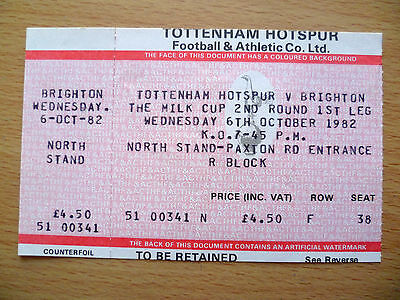 TOTTENHAM HOTSPUR
Football & Athletic Co. Ltd.
THE FACE OF THIS DOCUMENT HAS A COLOURED BACKGROUND
BRIGHTON
WEDNESDAY.
6-OCT-82
NORTH
STAND
£4.50
51 00341
COUNTERFOIL
TOTTENHAM HOTSPUR V BRIGHTON
THE MILK CUP 2ND ROUND 1ST LEG
WEDNESDAY 6TH OCTOBER 1982
K.O.7-45 P.M.
NORTH STAND-PAXTON RD ENTRANCE
R BLOCK
PRICE (INC. VAT) ROW SEAT
51 00341 N £4.50 F 38
THE BACK OF THIS DOCUMENT CONTAINS AN ARTIFICIAL WATERMARK
TO BE RETAINED See Reverse